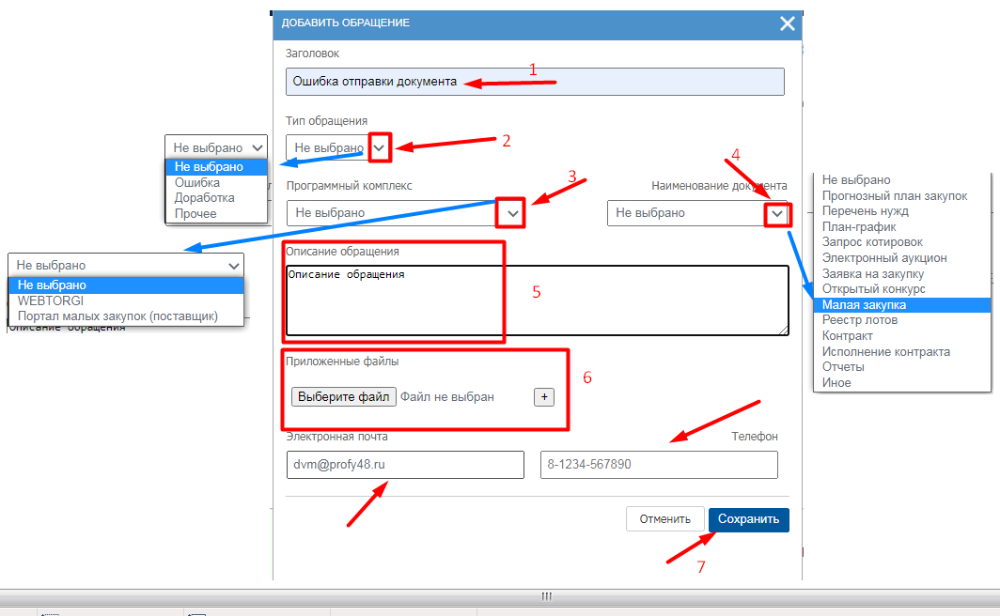 ДОБАВИТЬ ОБРАЩЕНИЕ
Заголовок
1
Ошибка отправки документа
Тип обращения
Не выбрано
2
Не выбрано
Не выбрано
Ошибка
Доработка
Прочее
4
3
Программный комплекс
Наименование документа
Не выбрано
Не выбрано
Не выбрано
Прогнозный план закупок
Перечень нужд
План-график
Запрос котировок
Электронный аукцион
Заявка на закупку
Открытый конкурс
Малая закупка
Реестр лотов
Контракт
Исполнение контракта
Отчеты
Иное
Не выбрано
Не выбрано
WEBTORGI
Портал малых закупок (поставщик)
Описание обращения
Описание обращения
Описание обращения
5
Приложенные файлы
6
Выберите файл Файл не выбран +
Электронная почта
Телефон
dvm@profy48.ru
8-1234-567890
Отменить
Сохранить
7